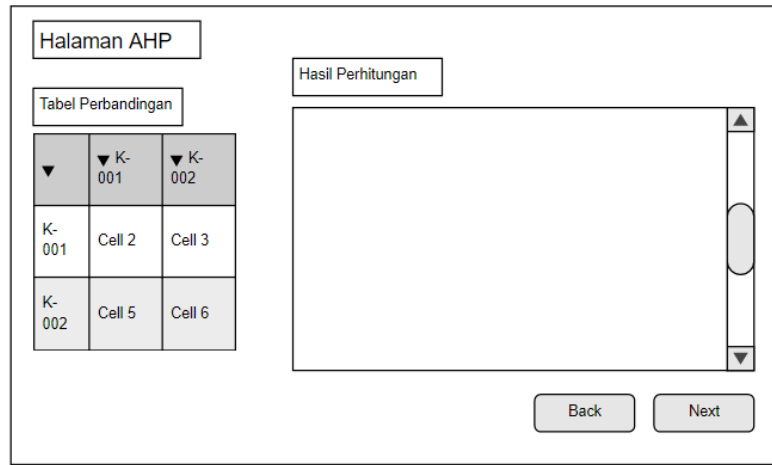 Halaman AHP
Hasil Perhitungan
Tabel Perbandingan
▼ ▼ K-001 ▼ K-002
K-001 Cell 2 Cell 3
K-002 Cell 5 Cell 6
Back Next